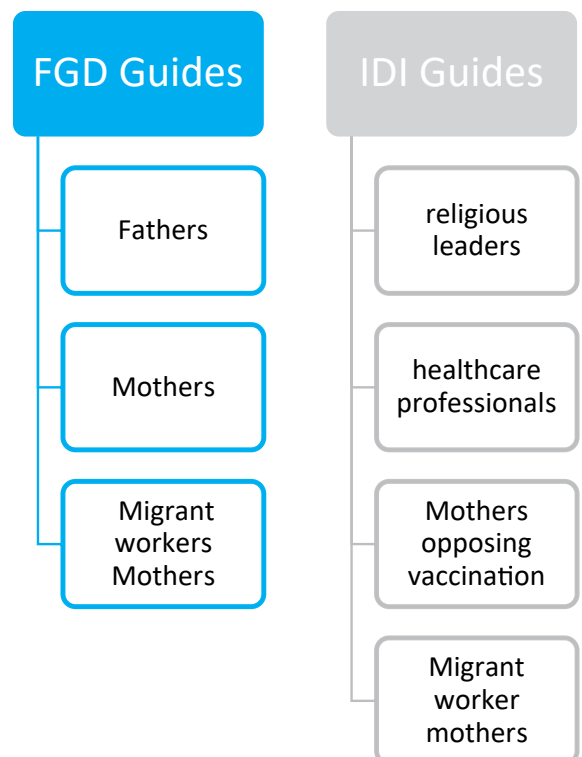 FGD Guides
Fathers
Mothers
Migrant
workers
Mothers
IDI Guides
religious
leaders
healthcare
professionals
Mothers
opposing
vaccination
Migrant
worker
mothers